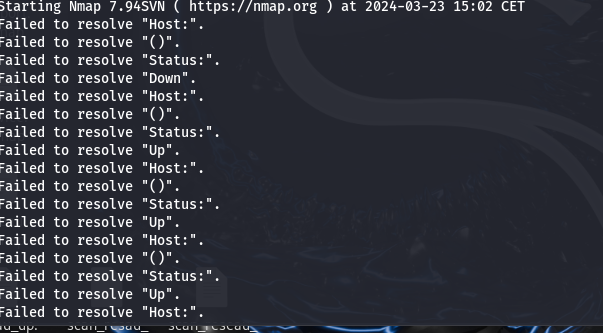 Starting Nmap 7.94SVN ( https://nmap.org ) at 2024-03-23 15:02 CET
Failed to resolve "Host:".
Failed to resolve "()".
Failed to resolve "Status:".
Failed to resolve "Down".
Failed to resolve "Host:".
Failed to resolve "()".
Failed to resolve "Status:".
Failed to resolve "Up".
Failed to resolve "Host:".
Failed to resolve "()".
Failed to resolve "Status:".
Failed to resolve "Up".
Failed to resolve "Host:".
Failed to resolve "()".
Failed to resolve "Status:".
Failed to resolve "Up".
Failed to resolve "Host:".